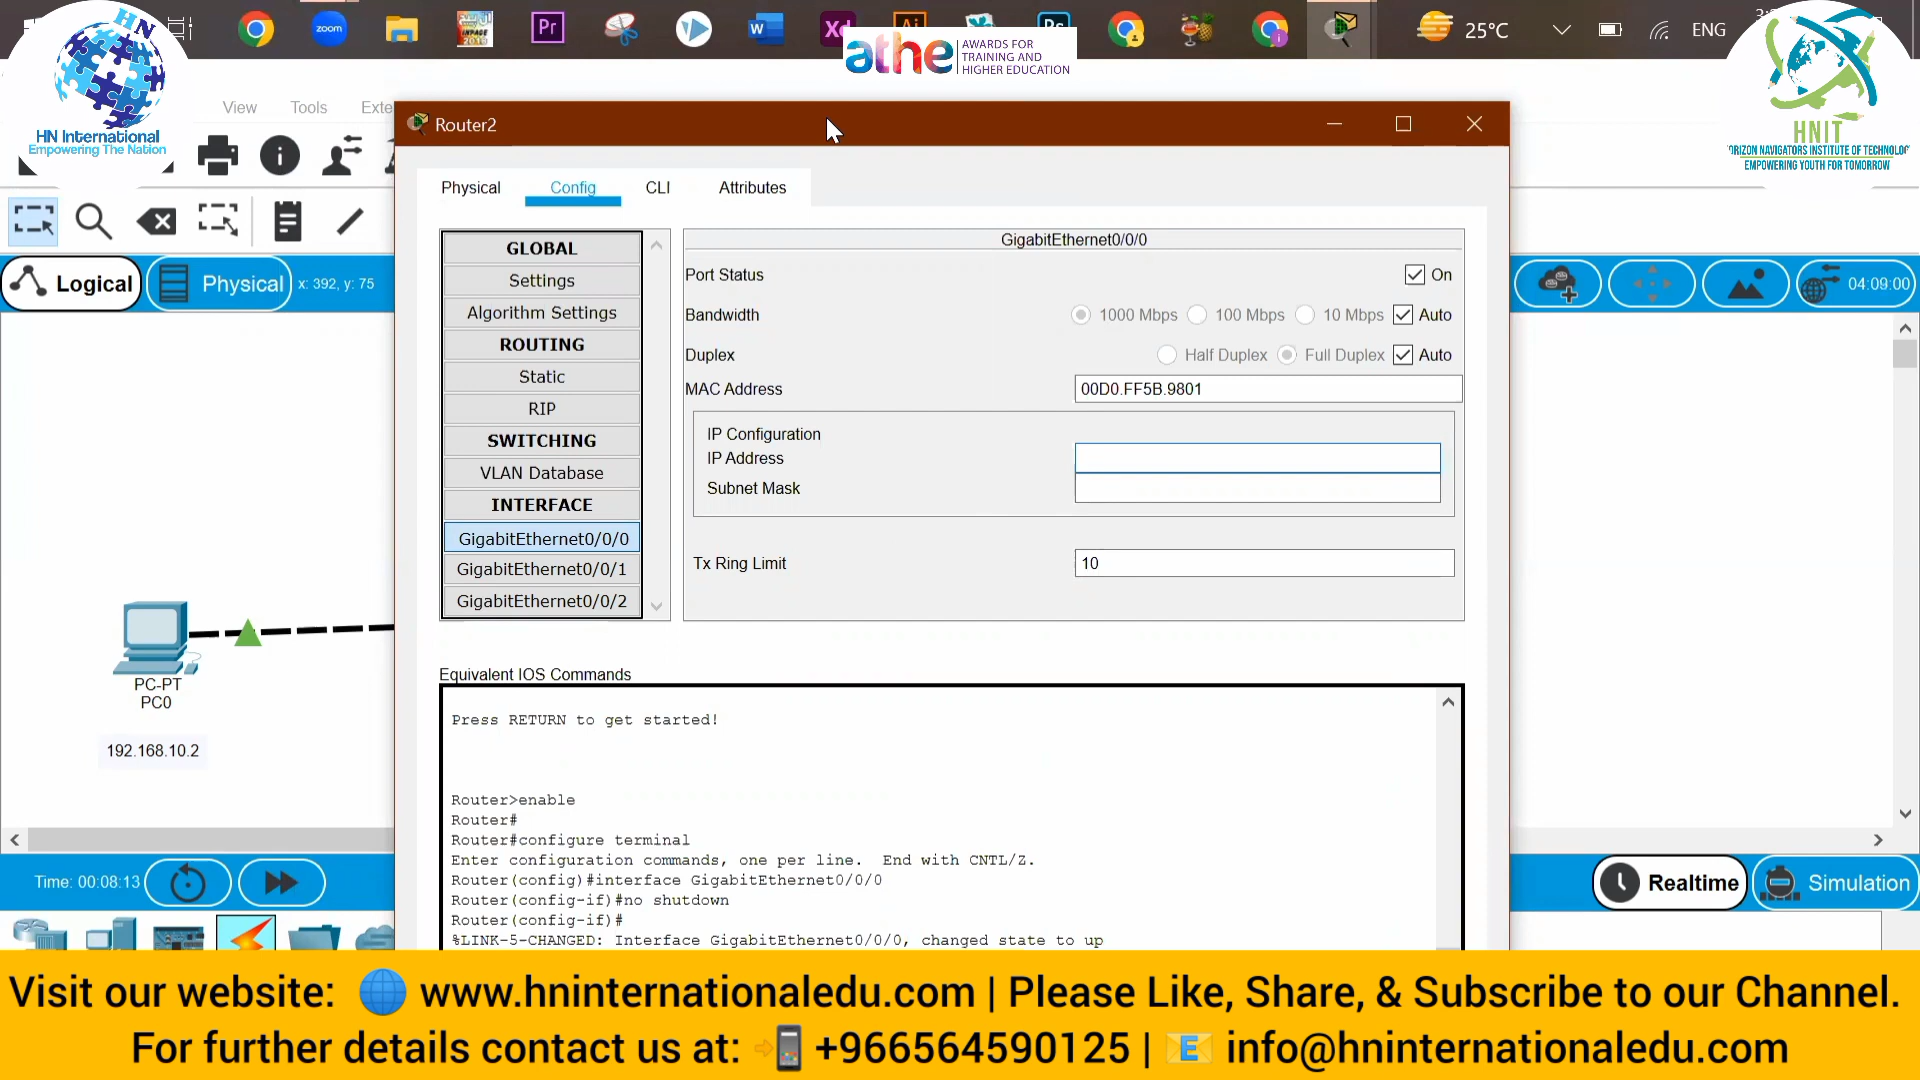 zoom
Pr
W
Xd
Ai
Ps
25°C
ENG
HN
HN International
Empowering The Nation
athe
AWARDS FOR
TRAINING AND
HIGHER EDUCATION
HNIT
EMPOWERING YOUTH FOR TOMORROW
View
Tools
Exte
Router2
Physical
Config
CLI
Attributes
Logical
Physical
x: 392, y: 75
04:09:00
GLOBAL
Settings
Algorithm Settings
ROUTING
Static
RIP
SWITCHING
VLAN Database
INTERFACE
GigabitEthernet0/0/0
GigabitEthernet0/0/1
GigabitEthernet0/0/2
GigabitEthernet0/0/0
Port Status On
Bandwidth 1000 Mbps 100 Mbps 10 Mbps Auto
Duplex Half Duplex Full Duplex Auto
MAC Address 00D0.FF5B.9801
IP Configuration
IP Address
Subnet Mask
Tx Ring Limit 10
PC-PT
PC0
192.168.10.2
Equivalent IOS Commands
Press RETURN to get started!
Router>enable
Router#
Router#configure terminal
Enter configuration commands, one per line.  End with CNTL/Z.
Router(config)#interface GigabitEthernet0/0/0
Router(config-if)#no shutdown
Router(config-if)#
%LINK-5-CHANGED: Interface GigabitEthernet0/0/0, changed state to up
Time: 00:08:13
Realtime
Simulation
Visit our website: www.hninternationaledu.com | Please Like, Share, & Subscribe to our Channel.
For further details contact us at: +966564590125 | info@hninternationaledu.com